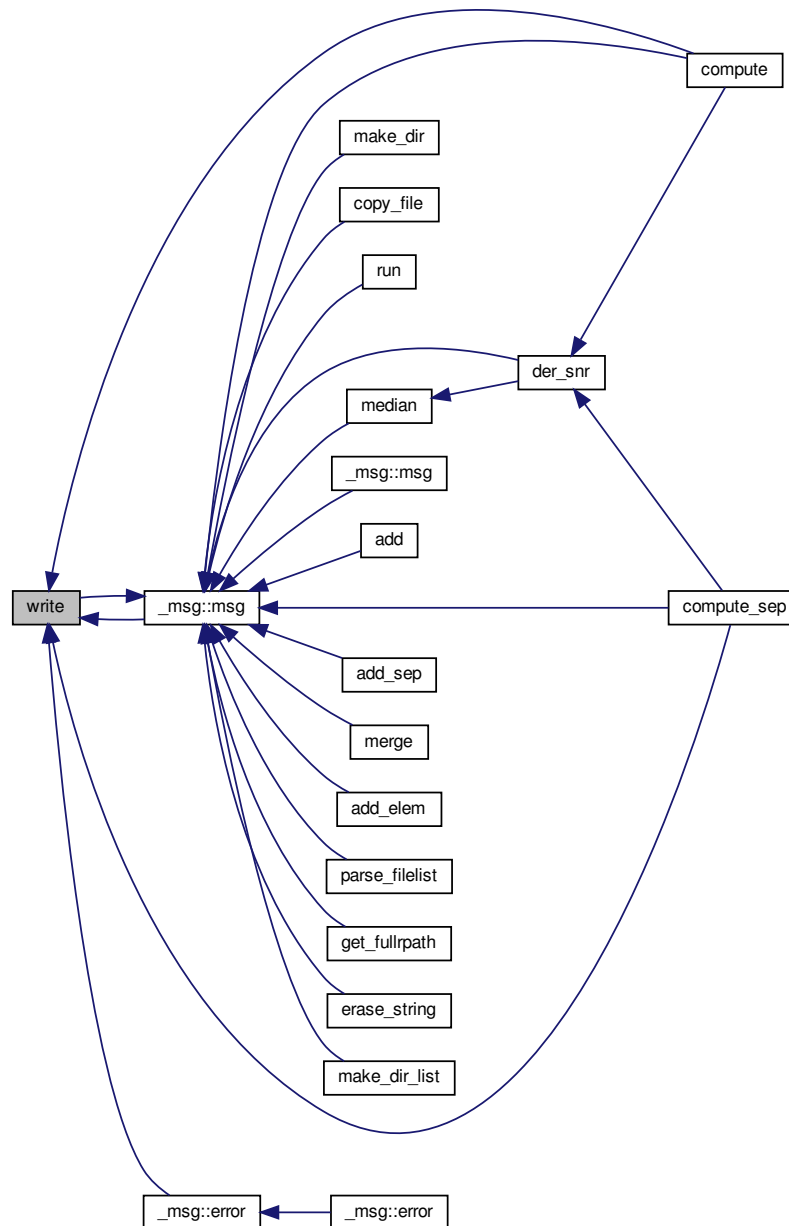 compute
make_dir
copy_file
run
der_snr
median
_msg::msg
add
write
_msg::msg
compute_sep
add_sep
merge
add_elem
parse_filelist
get_fullrpath
erase_string
make_dir_list
_msg::error
_msg::error